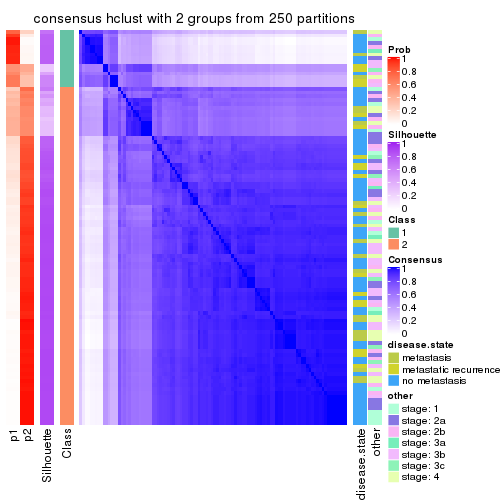 consensus hclust with 2 groups from 250 partitions
Prob
1
0.8
0.6
0.4
0.2
0
Silhouette
1
0.8
0.6
0.4
0.2
0
Class
1
2
Consensus
1
0.8
0.6
0.4
0.2
0
disease.state
metastasis
metastatic recurrence
no metastasis
other
stage: 1
stage: 2a
stage: 2b
stage: 3a
stage: 3b
stage: 3c
stage: 4
p1
p2
Silhouette
Class
disease.state
other